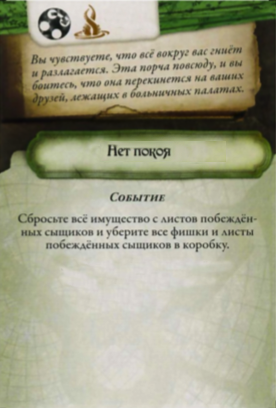 Вы чувствуете, что всё вокруг вас гниёт
и разлагается. Эта порча повсюду, и вы
боитесь, что она перекинется на ваших
друзей, лежащих в больничных палатах.
Нет покоя
Событие
Сбросьте всё имущество с листов побеждён-
ных сыщиков и уберите все фишки и листы
побеждённых сыщиков в коробку.